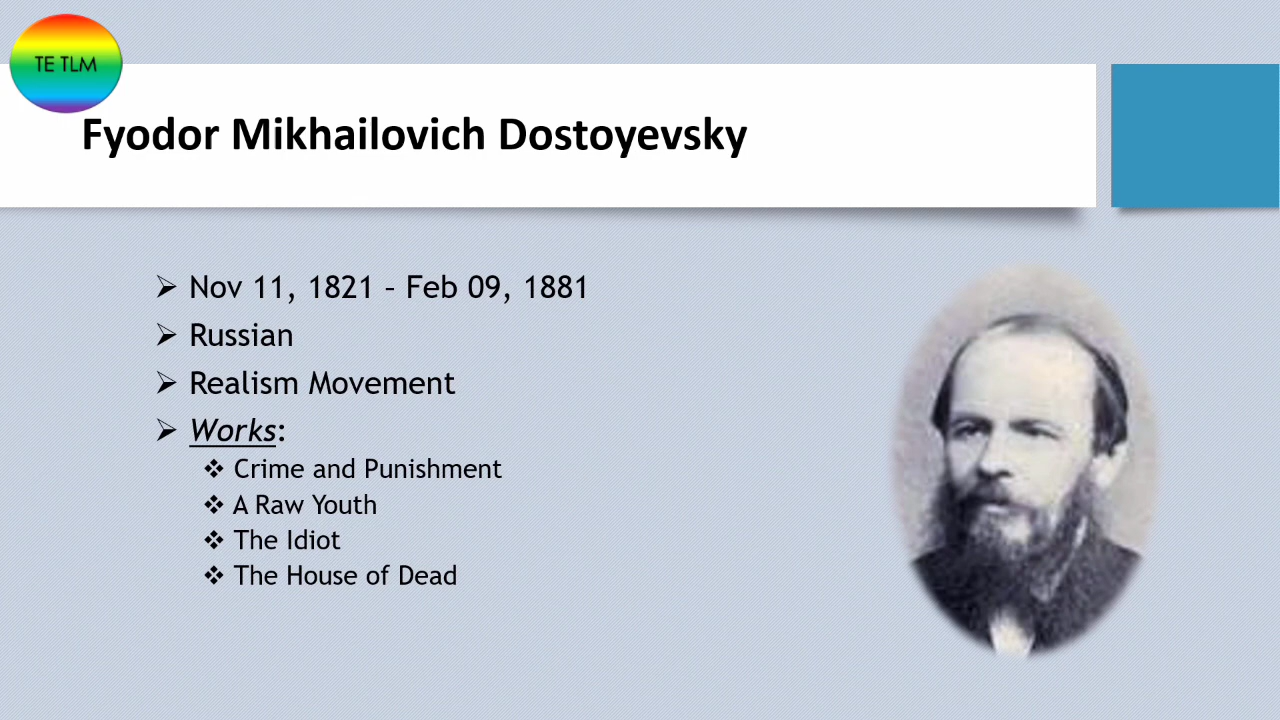 TE TLM
Fyodor Mikhailovich Dostoyevsky
Nov 11, 1821 – Feb 09, 1881
Russian
Realism Movement
Works:
Crime and Punishment
A Raw Youth
The Idiot
The House of Dead